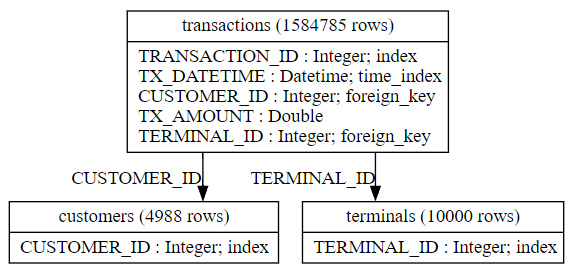 transactions (1584785 rows)
TRANSACTION_ID : Integer; index
TX_DATETIME : Datetime; time_index
CUSTOMER_ID : Integer; foreign_key
TX_AMOUNT : Double
TERMINAL_ID : Integer; foreign_key
CUSTOMER_ID
TERMINAL_ID
customers (4988 rows)
CUSTOMER_ID : Integer; index
terminals (10000 rows)
TERMINAL_ID : Integer; index